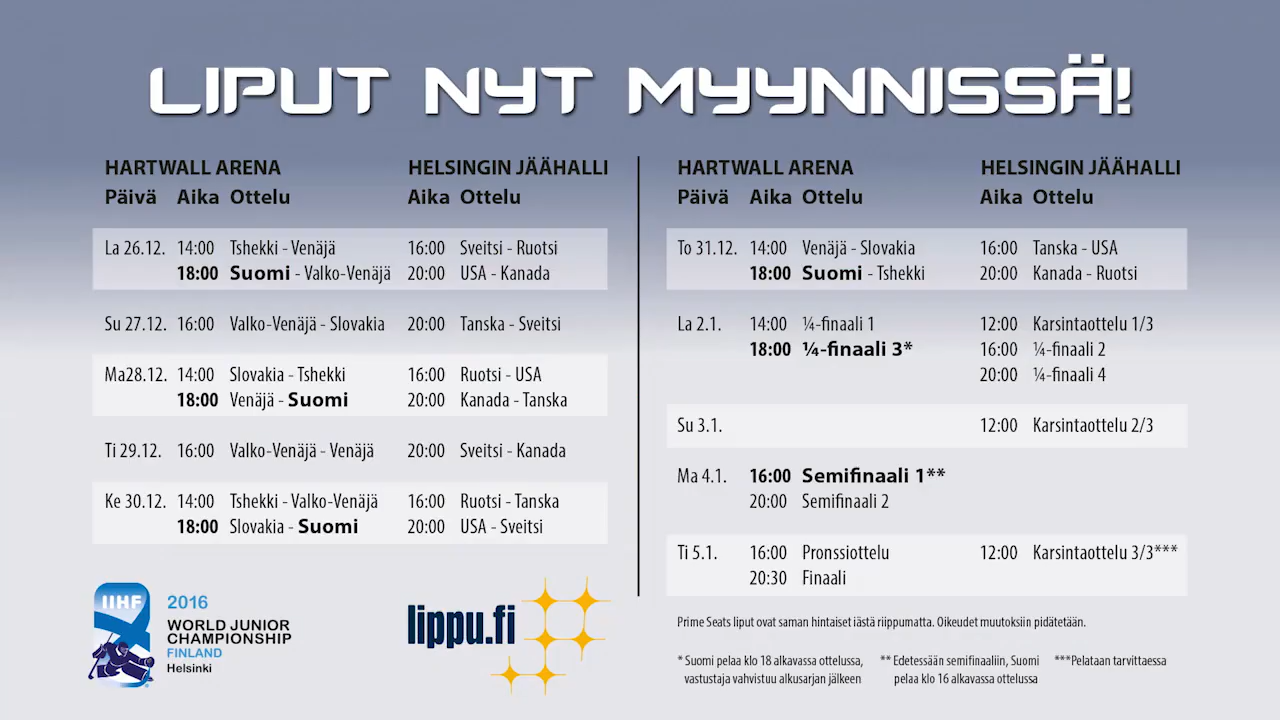 LIPUT NYT MYYNNISSÄ!
HARTWALL ARENA HELSINGIN JÄÄHALLI
Päivä Aika Ottelu Aika Ottelu
La 26.12. 14:00 Tshekki - Venäjä 16:00 Sveitsi - Ruotsi
18:00 Suomi - Valko-Venäjä 20:00 USA - Kanada
Su 27.12. 16:00 Valko-Venäjä - Slovakia 20:00 Tanska - Sveitsi
Ma28.12. 14:00 Slovakia - Tshekki 16:00 Ruotsi - USA
18:00 Venäjä - Suomi 20:00 Kanada - Tanska
Ti 29.12. 16:00 Valko-Venäjä - Venäjä 20:00 Sveitsi - Kanada
Ke 30.12. 14:00 Tshekki - Valko-Venäjä 16:00 Ruotsi - Tanska
18:00 Slovakia - Suomi 20:00 USA - Sveitsi
HARTWALL ARENA HELSINGIN JÄÄHALLI
Päivä Aika Ottelu Aika Ottelu
To 31.12. 14:00 Venäjä - Slovakia 16:00 Tanska - USA
18:00 Suomi - Tshekki 20:00 Kanada - Ruotsi
La 2.1. 14:00 ¼-finaali 1 12:00 Karsintaottelu 1/3
18:00 ¼-finaali 3* 16:00 ¼-finaali 2
20:00 ¼-finaali 4
Su 3.1. 12:00 Karsintaottelu 2/3
Ma 4.1. 16:00 Semifinaali 1**
20:00 Semifinaali 2
Ti 5.1. 16:00 Pronssiottelu 12:00 Karsintaottelu 3/3***
20:30 Finaali
IIHF
2016
WORLD JUNIOR
CHAMPIONSHIP
FINLAND
Helsinki
lippu.fi
Prime Seats liput ovat saman hintaiset iästä riippumatta. Oikeudet muutoksiin pidätetään.
* Suomi pelaa klo 18 alkavassa ottelussa,
vastustaja vahvistuu alkusarjan jälkeen
** Edetessään semifinaaliin, Suomi
pelaa klo 16 alkavassa ottelussa
***Pelataan tarvittaessa